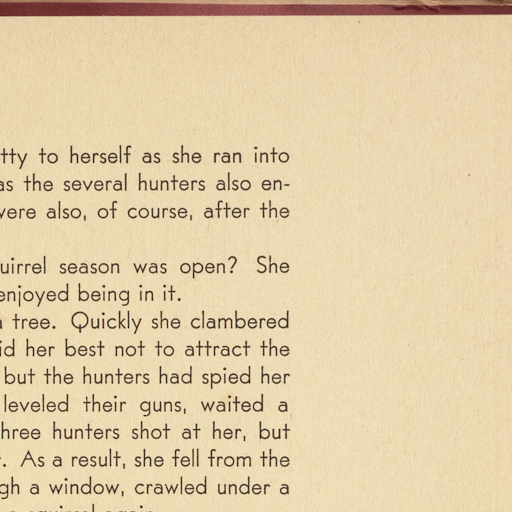 tty to herself as she ran into
as the several hunters also en-
were also, of course, after the
uirrel season was open? She
enjoyed being in it.
a tree. Quickly she clambered
id her best not to attract the
but the hunters had spied her
leveled their guns, waited a
hree hunters shot at her, but
. As a result, she fell from the
gh a window, crawled under a
a squirrel again.